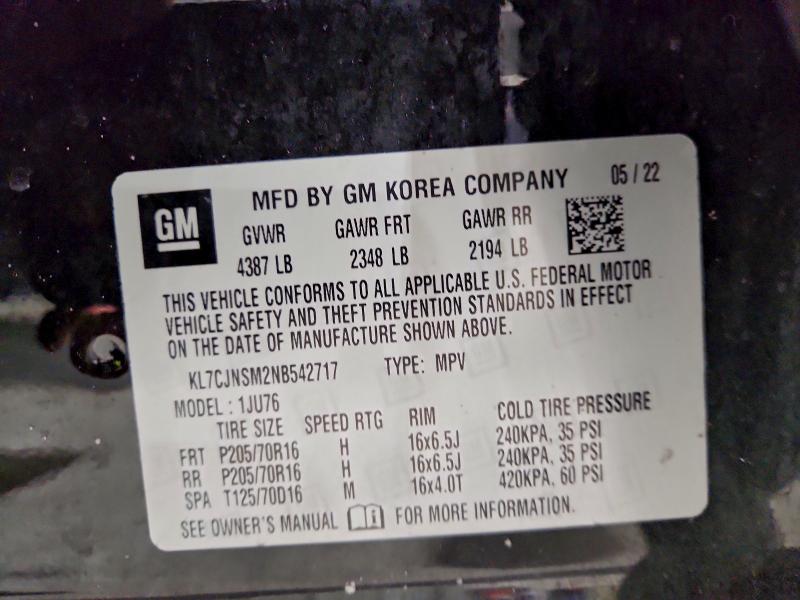 GM
MFD BY GM KOREA COMPANY 05 / 22
GVWR GAWR FRT GAWR RR
4387 LB 2348 LB 2194 LB
THIS VEHICLE CONFORMS TO ALL APPLICABLE U.S. FEDERAL MOTOR
VEHICLE SAFETY AND THEFT PREVENTION STANDARDS IN EFFECT
ON THE DATE OF MANUFACTURE SHOWN ABOVE.
KL7CJNSM2NB542717 TYPE: MPV
MODEL : 1JU76
TIRE SIZE SPEED RTG RIM COLD TIRE PRESSURE
FRT P205/70R16 H 16x6.5J 240KPA, 35 PSI
RR P205/70R16 H 16x6.5J 240KPA, 35 PSI
SPA T125/70D16 M 16x4.0T 420KPA, 60 PSI
SEE OWNER'S MANUAL FOR MORE INFORMATION.